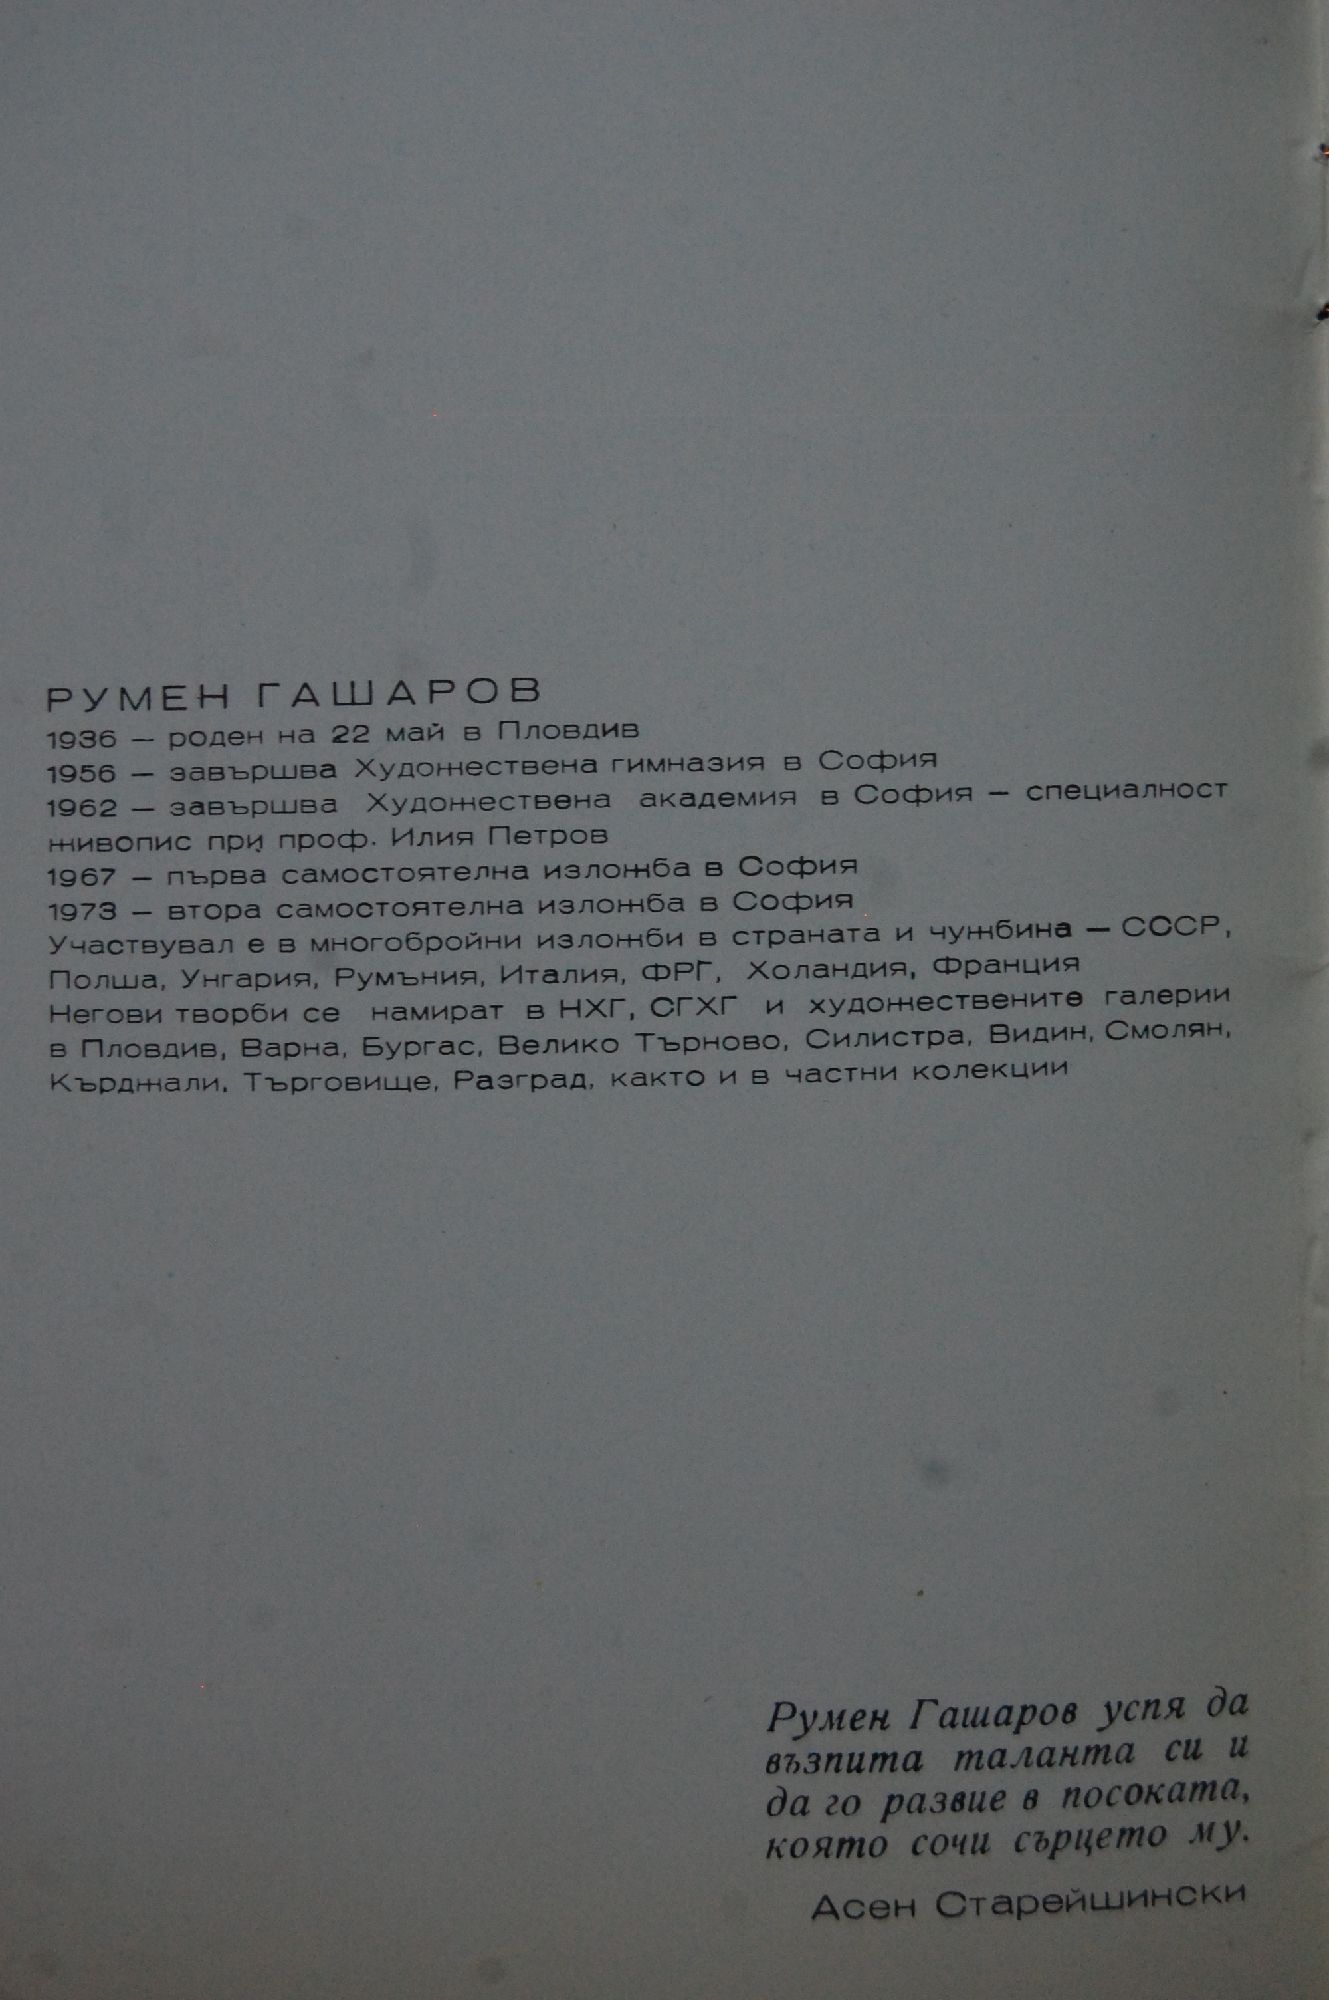 РУМЕН ГАШАРОВ
1936 — роден на 22 май в Пловдив
1956 — завършва Художествена гимназия в София
1962 — завършва Художествена академия в София — специалност
живопис при проф. Илия Петров
1967 — първа самостоятелна изложба в София
1973 — втора самостоятелна изложба в София
Участвувал е в многобройни изложби в страната и чужбина — СССР,
Полша, Унгария, Румъния, Италия, ФРГ, Холандия, Франция
Негови творби се намират в НХГ, СГХГ и художествените галерии
в Пловдив, Варна, Бургас, Велико Търново, Силистра, Видин, Смолян,
Кърджали, Търговище, Разград, както и в частни колекции
Румен Гашаров успя да
възпита таланта си и
да го развие в посоката,
която сочи сърцето му.
Асен Старейшински